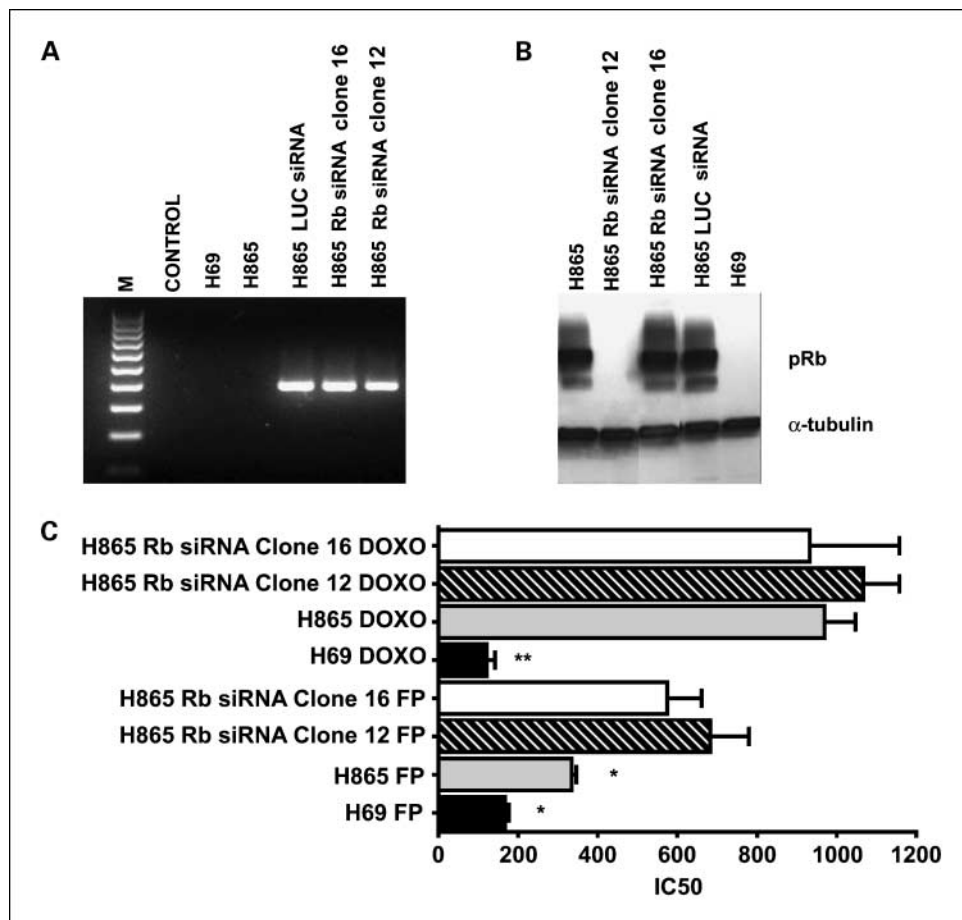 A
M
CONTROL
H69
H865
H865 LUC siRNA
H865 Rb siRNA clone 16
H865 Rb siRNA clone 12
B
H865
H865 Rb siRNA clone 12
H865 Rb siRNA clone 16
H865 LUC siRNA
H69
pRb
α-tubulin
C
H865 Rb siRNA Clone 16 DOXO
H865 Rb siRNA Clone 12 DOXO
H865 DOXO
H69 DOXO
**
H865 Rb siRNA Clone 16 FP
H865 Rb siRNA Clone 12 FP
H865 FP
*
H69 FP
*
0 200 400 600 800 1000 1200
IC50